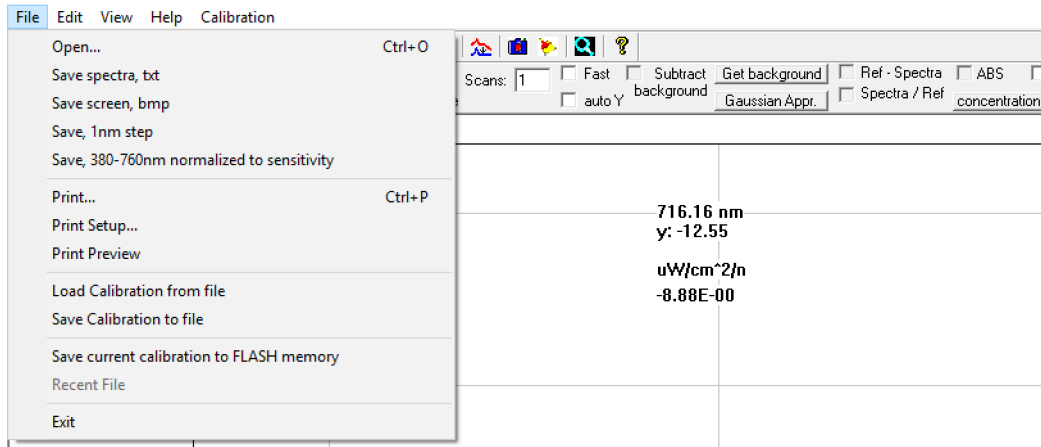 File Edit View Help Calibration
Open... Ctrl+O
Save spectra, txt
Save screen, bmp
Save, 1nm step
Save, 380-760nm normalized to sensitivity
Print... Ctrl+P
Print Setup...
Print Preview
Load Calibration from file
Save Calibration to file
Save current calibration to FLASH memory
Recent File
Exit
Scans: 1
Fast
auto Y
Subtract
background
Get background
Gaussian Appr.
Ref - Spectra
Spectra / Ref
ABS
concentration
716.16 nm
y: -12.55
uW/cm^2/n
-8.88E-00